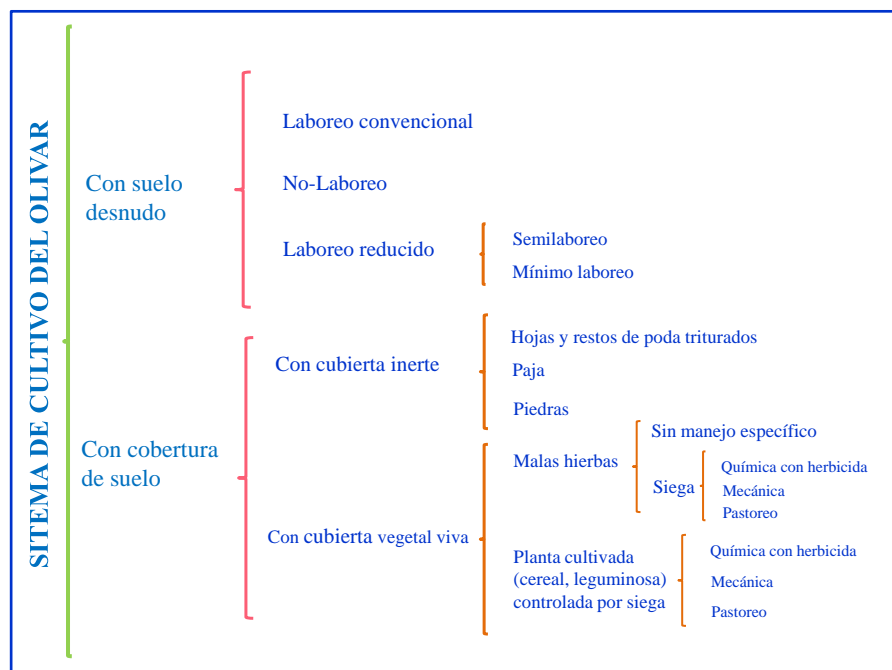 SITEMA DE CULTIVO DEL OLIVAR
Con suelo
desnudo
Laboreo convencional
No-Laboreo
Laboreo reducido
Semilaboreo
Mínimo laboreo
Con cobertura
de suelo
Con cubierta inerte
Hojas y restos de poda triturados
Paja
Piedras
Con cubierta vegetal viva
Malas hierbas
Sin manejo específico
Siega
Química con herbicida
Mecánica
Pastoreo
Planta cultivada
(cereal, leguminosa)
controlada por siega
Química con herbicida
Mecánica
Pastoreo